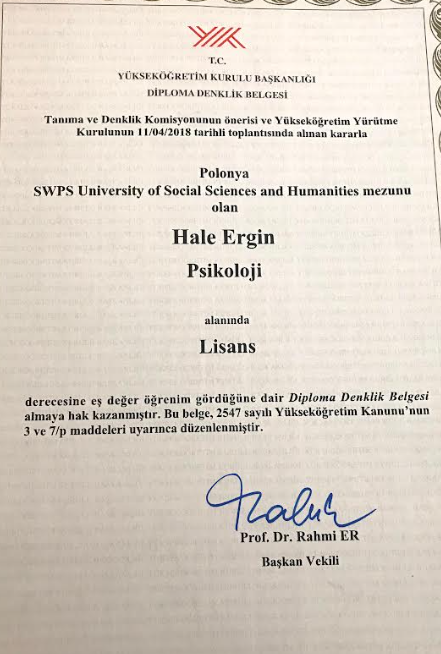 T.C.
YÜKSEKÖĞRETİM KURULU BAŞKANLIĞI
DİPLOMA DENKLİK BELGESİ
Tanıma ve Denklik Komisyonunun önerisi ve Yükseköğretim Yürütme
Kurulunun 11/04/2018 tarihli toplantısında alınan kararla
Polonya
SWPS University of Social Sciences and Humanities mezunu
olan
Hale Ergin
Psikoloji
alanında
Lisans
derecesine eş değer öğrenim gördüğüne dair Diploma Denklik Belgesi
almaya hak kazanmıştır. Bu belge, 2547 sayılı Yükseköğretim Kanunu'nun
3 ve 7/p maddeleri uyarınca düzenlenmiştir.
Prof. Dr. Rahmi ER
Başkan Vekili